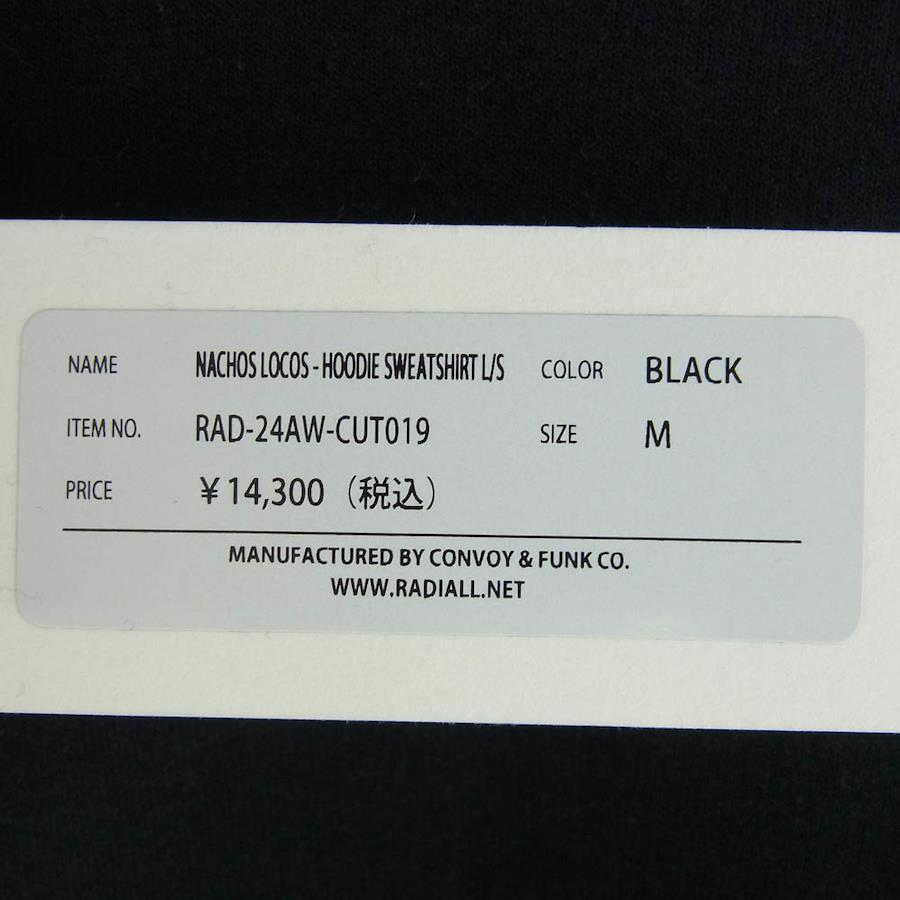 NAME NACHOS LOCOS - HOODIE SWEATSHIRT L/S COLOR BLACK
ITEM NO. RAD-24AW-CUT019 SIZE M
PRICE ¥14,300（税込）
MANUFACTURED BY CONVOY & FUNK CO.
WWW.RADIALL.NET